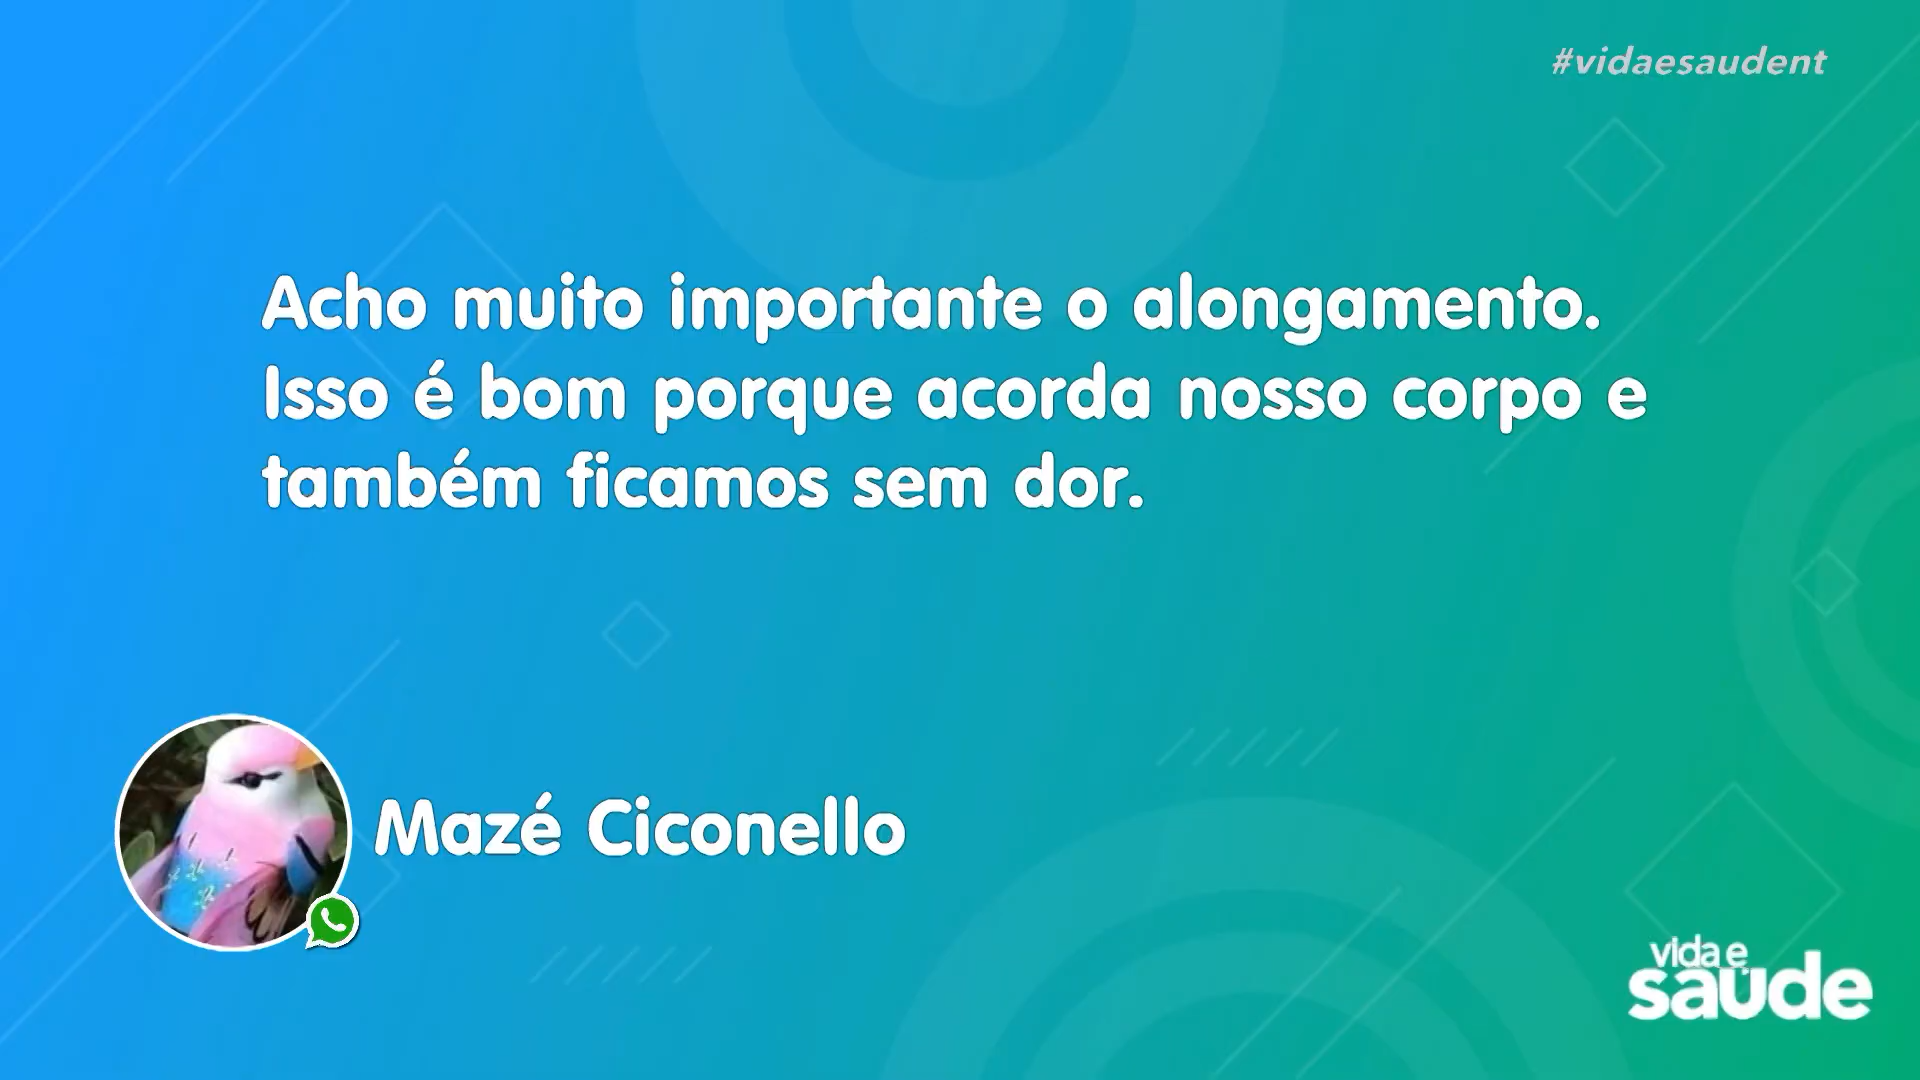 #vidaesaudent
Acho muito importante o alongamento.
Isso é bom porque acorda nosso corpo e
também ficamos sem dor.
Mazé Ciconello
vida e
saúde